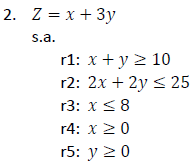 2. Z = x + 3y
s.a.
r1: x + y ≥ 10
r2: 2x + 2y ≤ 25
r3: x ≤ 8
r4: x ≥ 0
r5: y ≥ 0